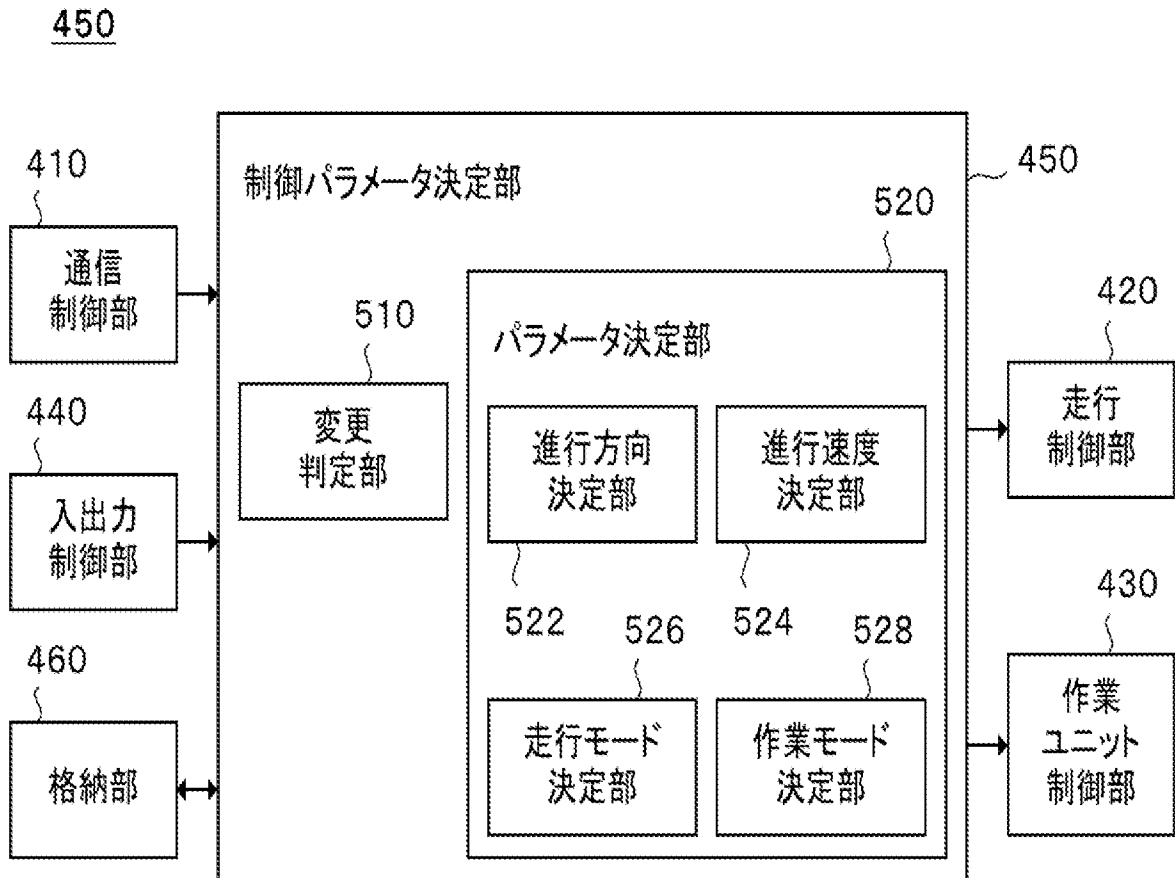 450
制御パラメータ決定部
450
410
通信
制御部
440
入出力
制御部
460
格納部
510
変更
判定部
520
パラメータ決定部
進行方向
決定部
522
進行速度
決定部
524
526
走行モード
決定部
528
作業モード
決定部
420
走行
制御部
430
作業
ユニット
制御部